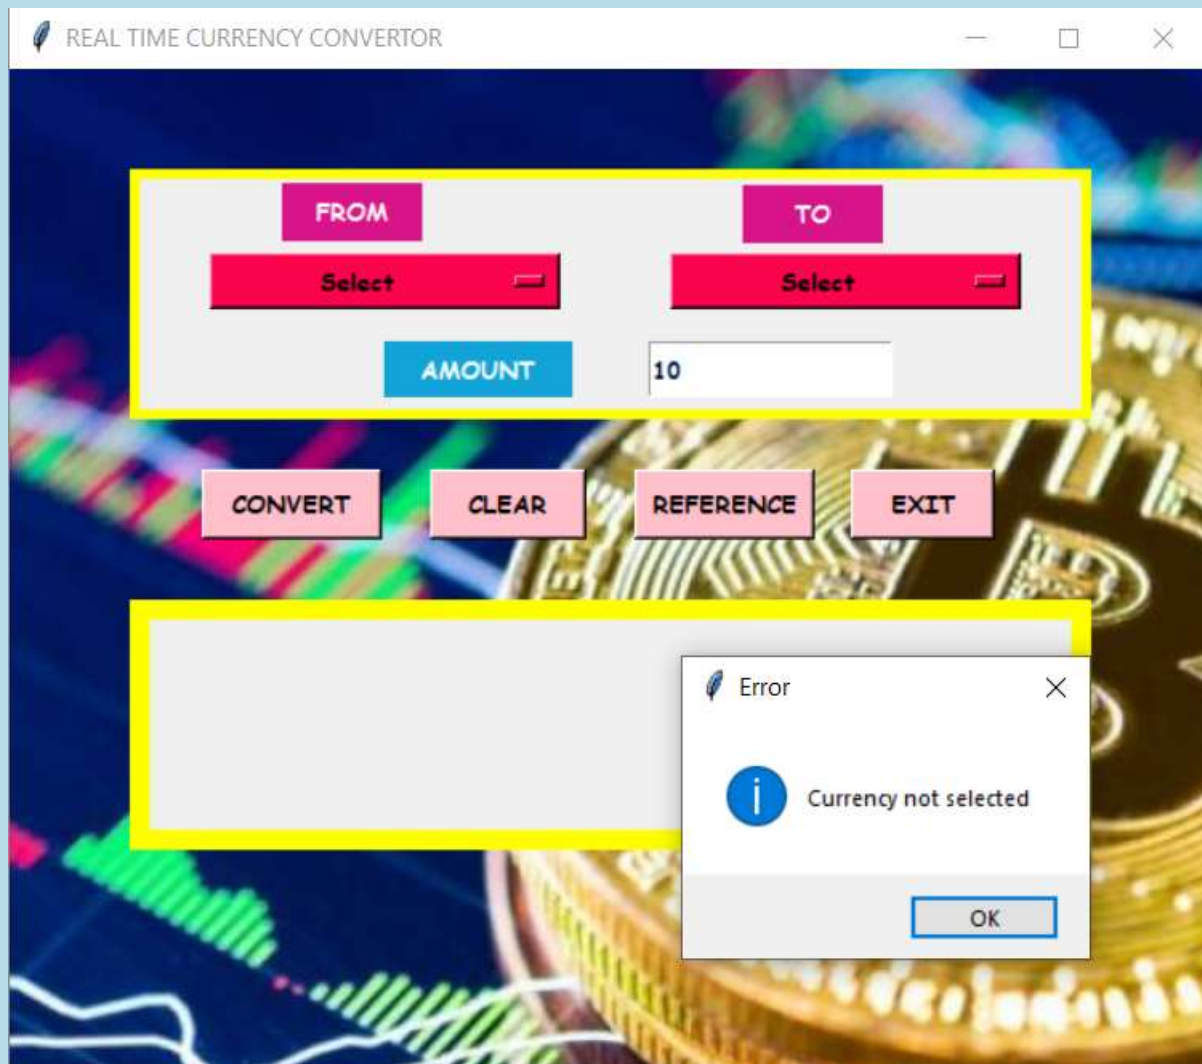 REAL TIME CURRENCY CONVERTOR
FROM
TO
Select
Select
AMOUNT
10
CONVERT
CLEAR
REFERENCE
EXIT
Error
Currency not selected
OK